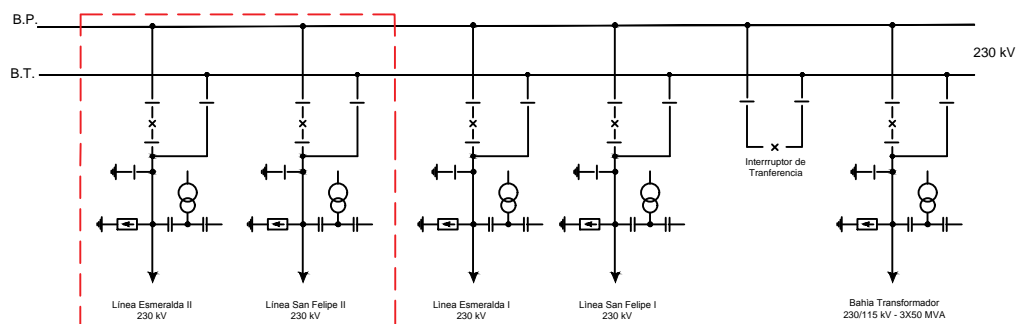 B.P.
230 kV
B.T.
Interrruptor de
Tranferencia
Línea Esmeralda II
230 kV
Línea San Felipe II
230 kV
Línea Esmeralda I
230 kV
Línea San Felipe I
230 kV
Bahía Transformador
230/115 kV - 3X50 MVA